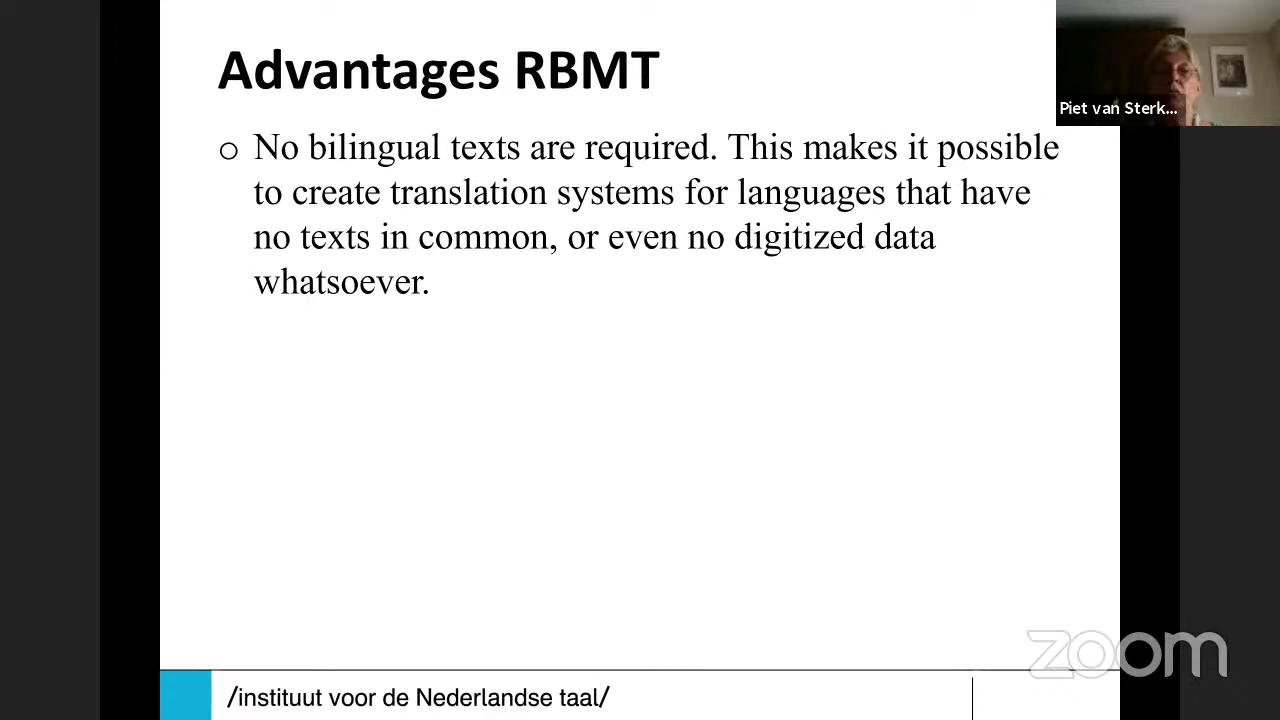 Advantages RBMT
Piet van Sterk...
o No bilingual texts are required. This makes it possible
to create translation systems for languages that have
no texts in common, or even no digitized data
whatsoever.
zoom
/instituut voor de Nederlandse taal/